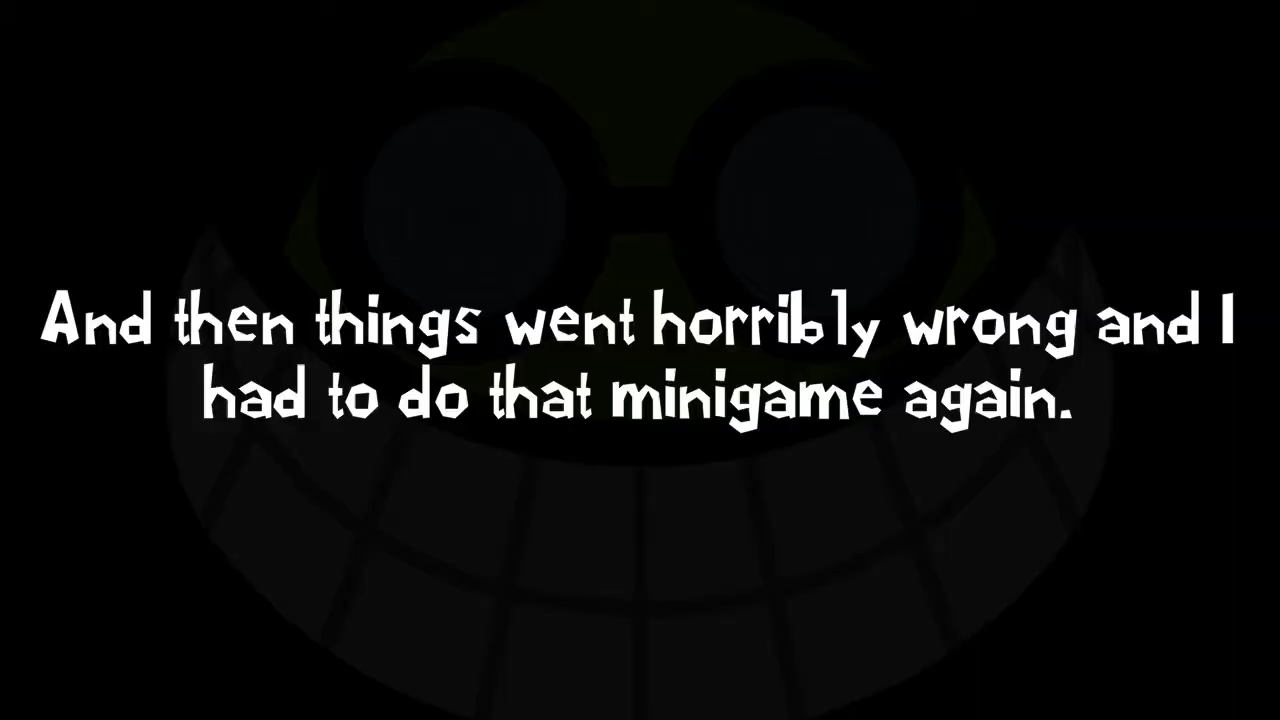 And then things went horribly wrong and I
had to do that minigame again.